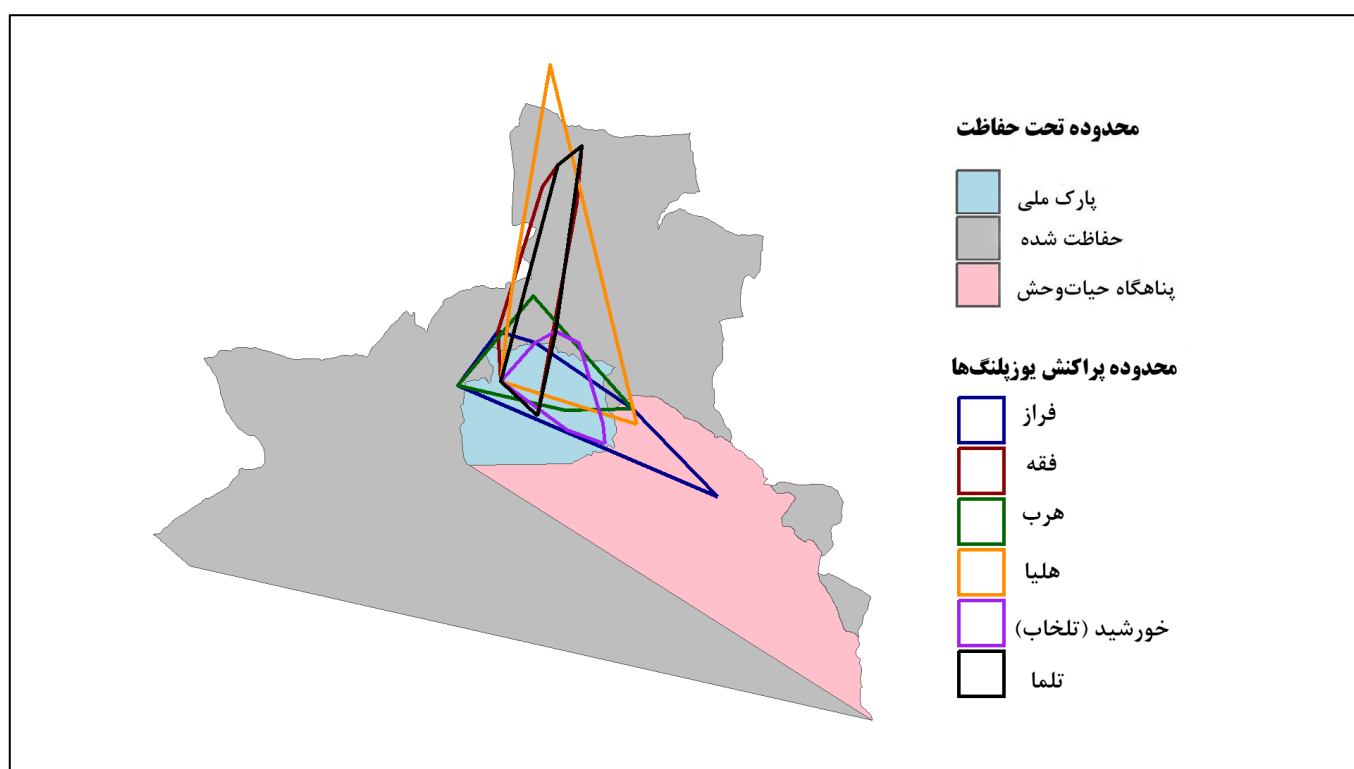 محدوده تحت حفاظت
پارک ملی
حفاظت شده
پناهگاه حیات‌وحش
محدوده پراکنش یوزپلنگ‌ها
فراز
فقه
هرب
هلیا
خورشید (تلخاب)
تلما